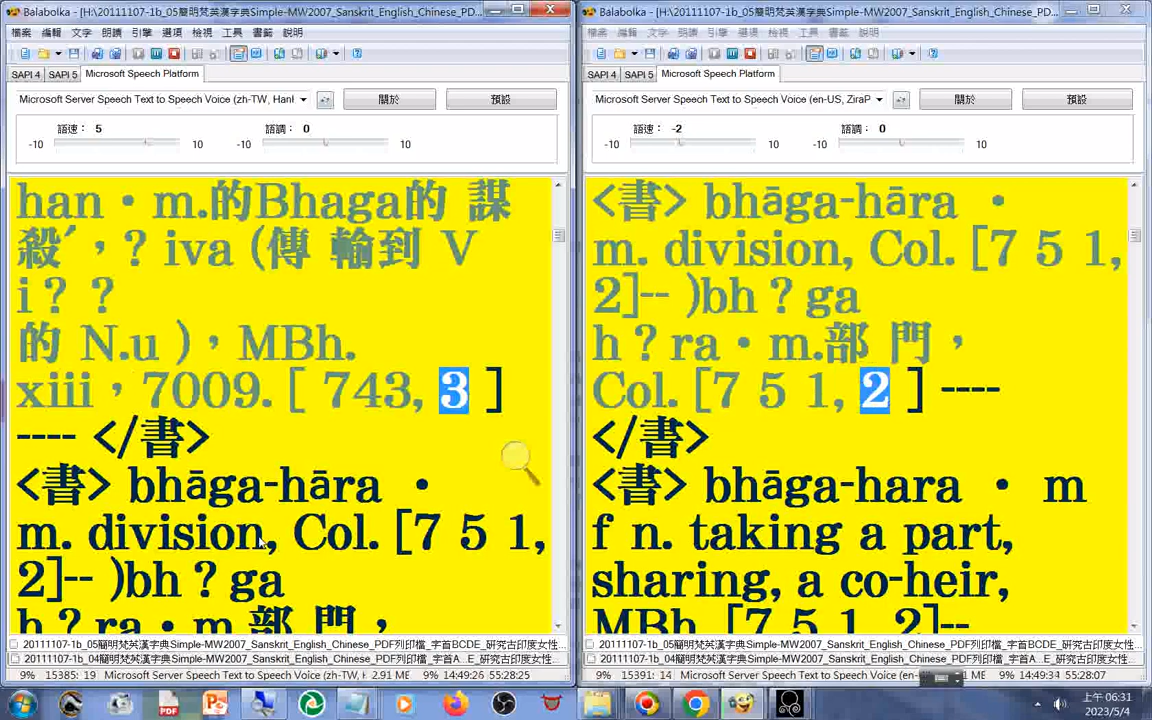 Balabolka - [H:\20111107-1b_05簡明梵英漢字典Simple-MW2007_Sanskrit_English_Chinese_PD...
檔案 編輯 文字 朗讀 引擎 選項 檢視 工具 書籤 說明
SAPI 4 SAPI 5 Microsoft Speech Platform
Microsoft Server Speech Text to Speech Voice (zh-TW, Hanl
關於 預設
語速： 5 語調： 0
-10 10 -10 10
han • m.的Bhaga的 謀
殺´，? iva (傳 輸到 V
i? ?
的 N.u )，MBh.
xiii，7009. [ 743, 3 ]
---- </書>
<書> bhāga-hāra •
m. division, Col. [7 5 1,
2]-- )bh ? ga
h ? ra • m.部 門，
20111107-1b_05簡明梵英漢字典Simple-MW2007_Sanskrit_English_Chinese_PDF列印檔_字首BCDE_研究古印度女性...
20111107-1b_04簡明梵英漢字典Simple-MW2007_Sanskrit_English_Chinese_PDF列印檔_字首A...E_研究古印度女性...
9% 15385: 19 Microsoft Server Speech Text to Speech Voice (zh-TW, H 2.91 ME 9% 14:49:26 55:28:25
Balabolka - [H:\20111107-1b_05簡明梵英漢字典Simple-MW2007_Sanskrit_English_Chinese_PD...
檔案 編輯 文字 朗讀 引擎 選項 檢視 工具 書籤 說明
SAPI 4 SAPI 5 Microsoft Speech Platform
Microsoft Server Speech Text to Speech Voice (en-US, ZiraP
關於 預設
語速： -2 語調： 0
-10 10 -10 10
<書> bhāga-hāra •
m. division, Col. [7 5 1,
2]-- )bh ? ga
h ? ra • m.部 門，
Col. [7 5 1, 2 ] ----
</書>
<書> bhāga-hara • m
f n. taking a part,
sharing, a co-heir,
MBh. [7 5 1, 2]--
20111107-1b_05簡明梵英漢字典Simple-MW2007_Sanskrit_English_Chinese_PDF列印檔_字首BCDE_研究古印度女性...
20111107-1b_04簡明梵英漢字典Simple-MW2007_Sanskrit_English_Chinese_PDF列印檔_字首A...E_研究古印度女性...
9% 15391: 14 Microsoft Server Speech Text to Speech Voice (en-US 9% 14:49:34 55:28:07
上午 06:31
2023/5/4